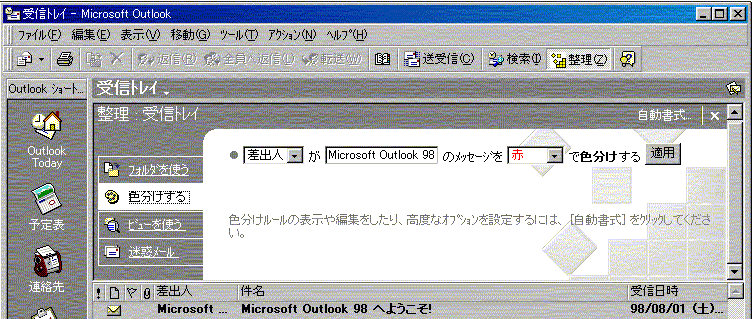 受信トレイ - Microsoft Outlook
ファイル(F) 編集(E) 表示(V) 移動(G) ツール(T) アクション(N) ヘルプ(H)
返信(R) 全員へ返信(L) 転送(W) 送受信(C) 検索(I) 整理(Z)
Outlook ショート... 受信トレイ
整理 : 受信トレイ 自動書式...
差出人 が Microsoft Outlook 98 のメッセージを 赤 で色分けする 適用
Outlook
Today
フォルダを使う
色分けする
予定表
色分けルールの表示や編集をしたり、高度なオプションを設定するには、[自動書式] をクリックしてくださ
い。
ビューを使う
迷惑メール
連絡先
! 差出人 件名 受信日時
Microsoft ... Microsoft Outlook 98 へようこそ! 98/08/01 (土)...